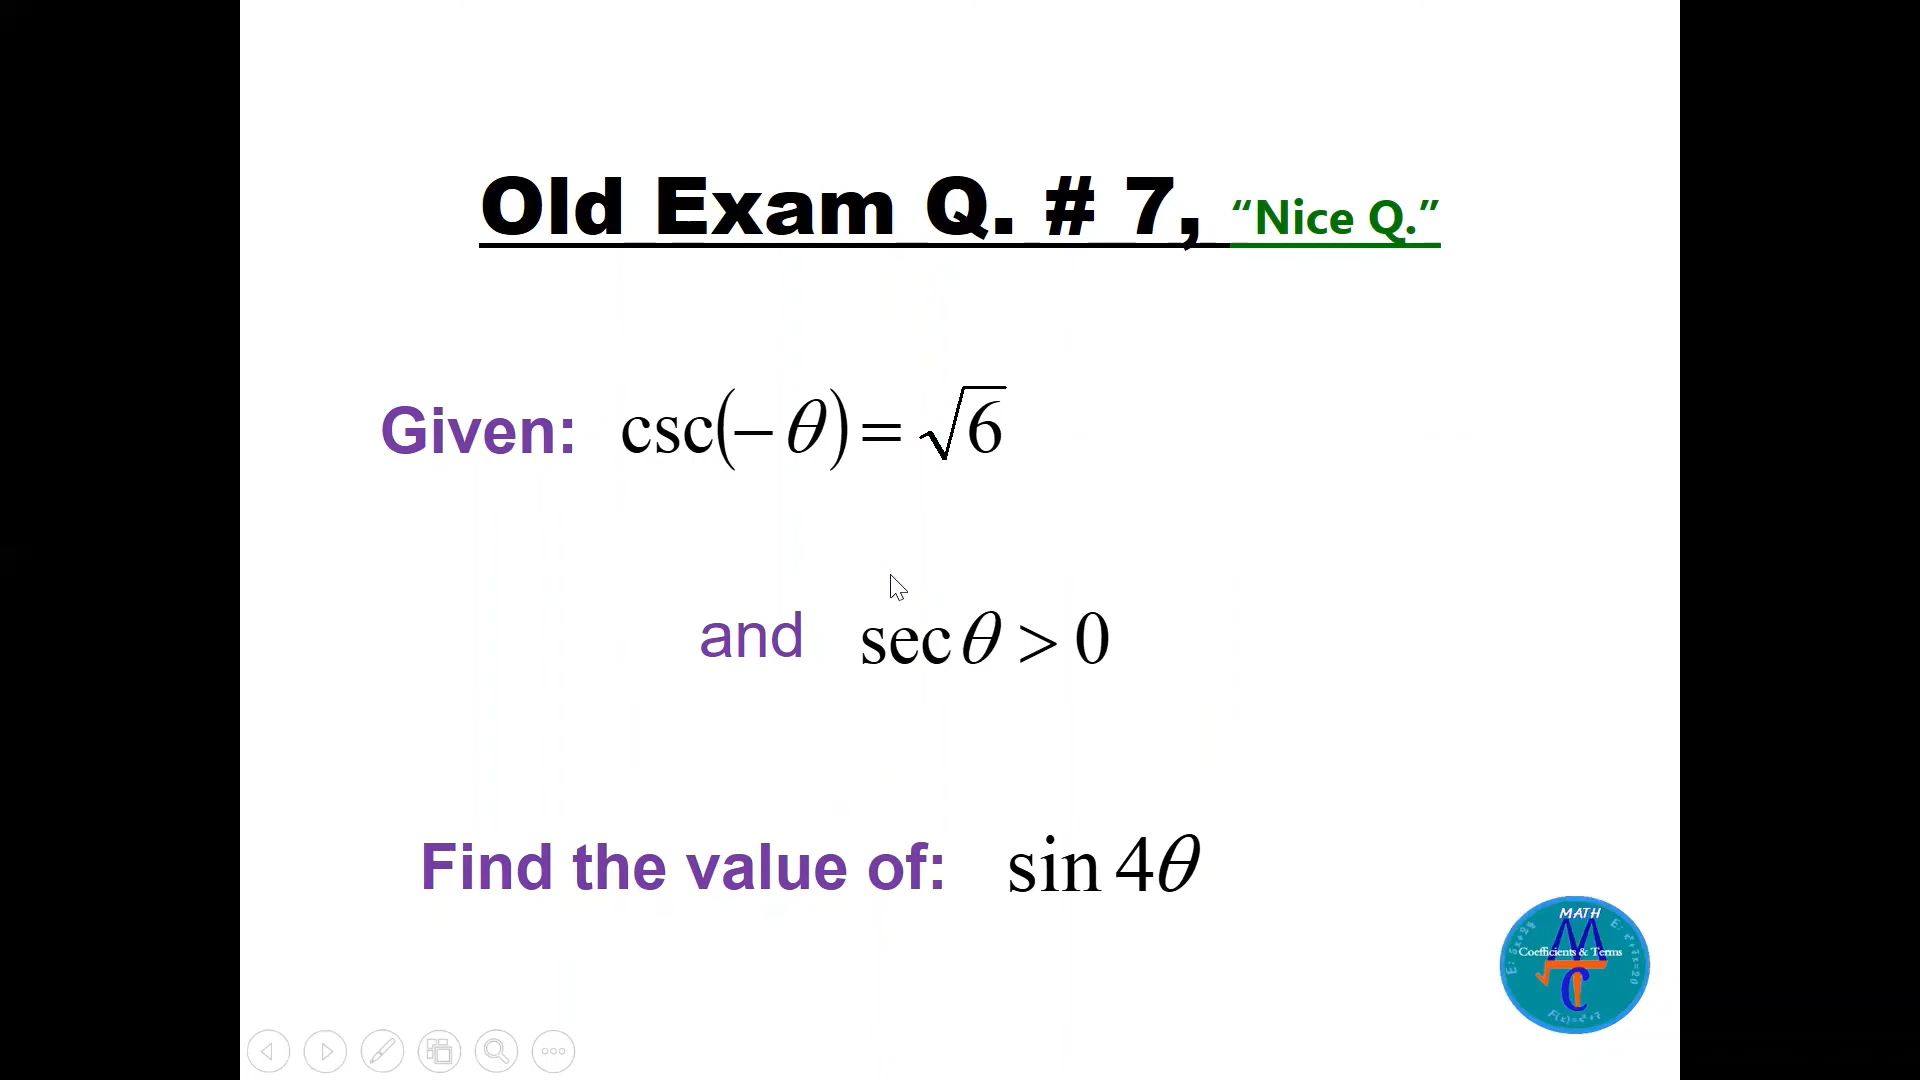 Old Exam Q. # 7, “Nice Q.”
Given: csc(− θ) = √6
and sec θ > 0
Find the value of: sin 4θ
MATH
Coefficients & Terms